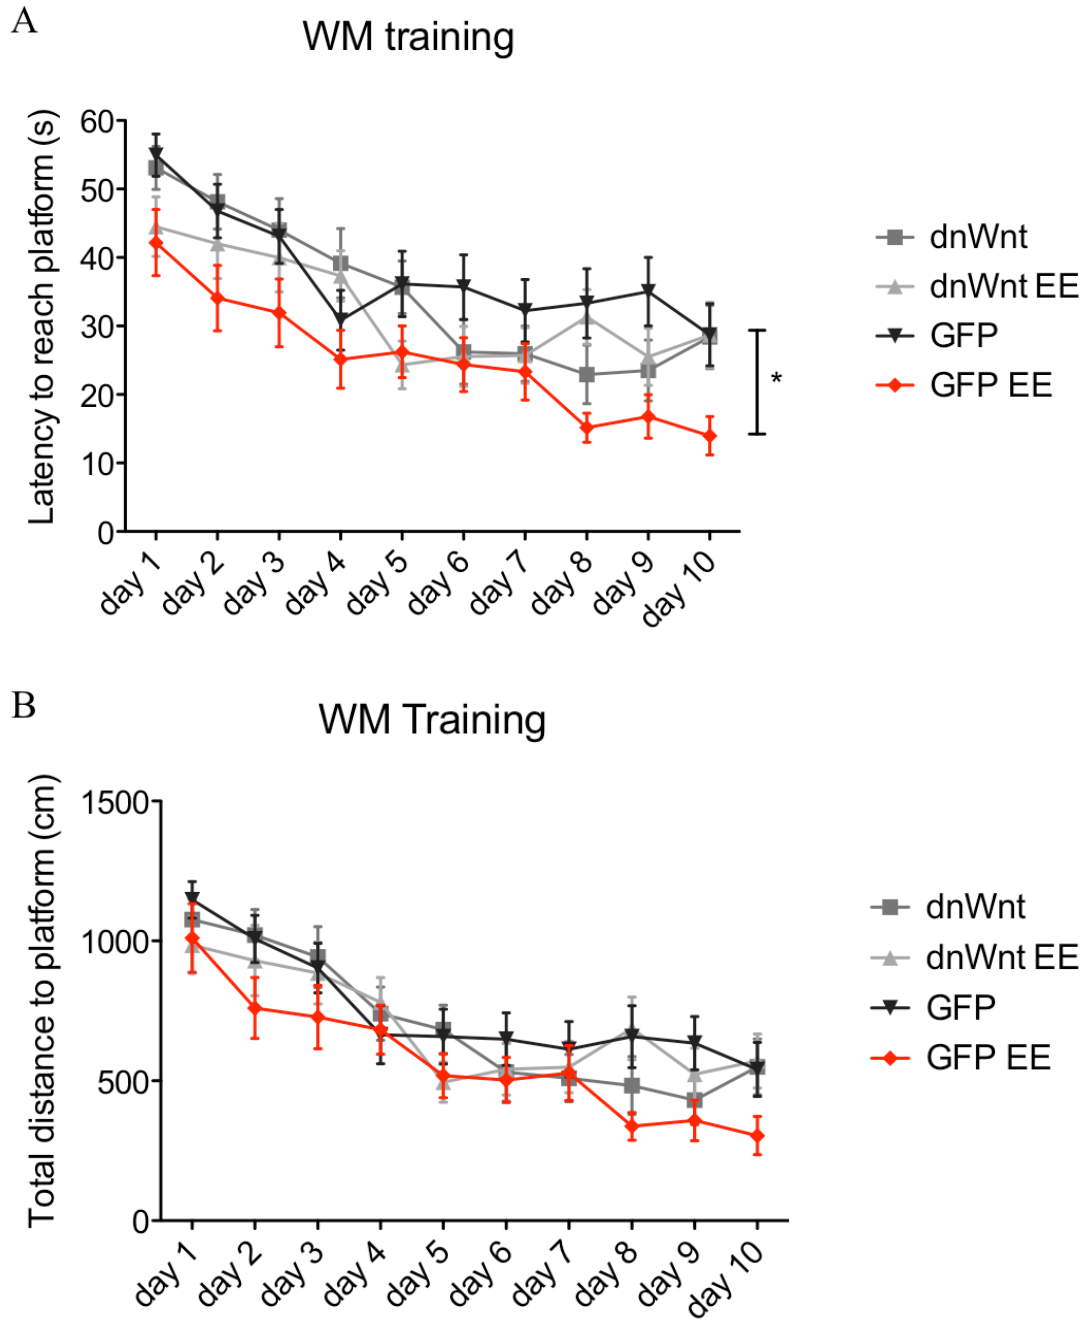 A
WM training
Latency to reach platform (s)
60
50
40
30
20
10
0
day 1
day 2
day 3
day 4
day 5
day 6
day 7
day 8
day 9
day 10
*
dnWnt
dnWnt EE
GFP
GFP EE
B
WM Training
Total distance to platform (cm)
1500
1000
500
0
day 1
day 2
day 3
day 4
day 5
day 6
day 7
day 8
day 9
day 10
dnWnt
dnWnt EE
GFP
GFP EE